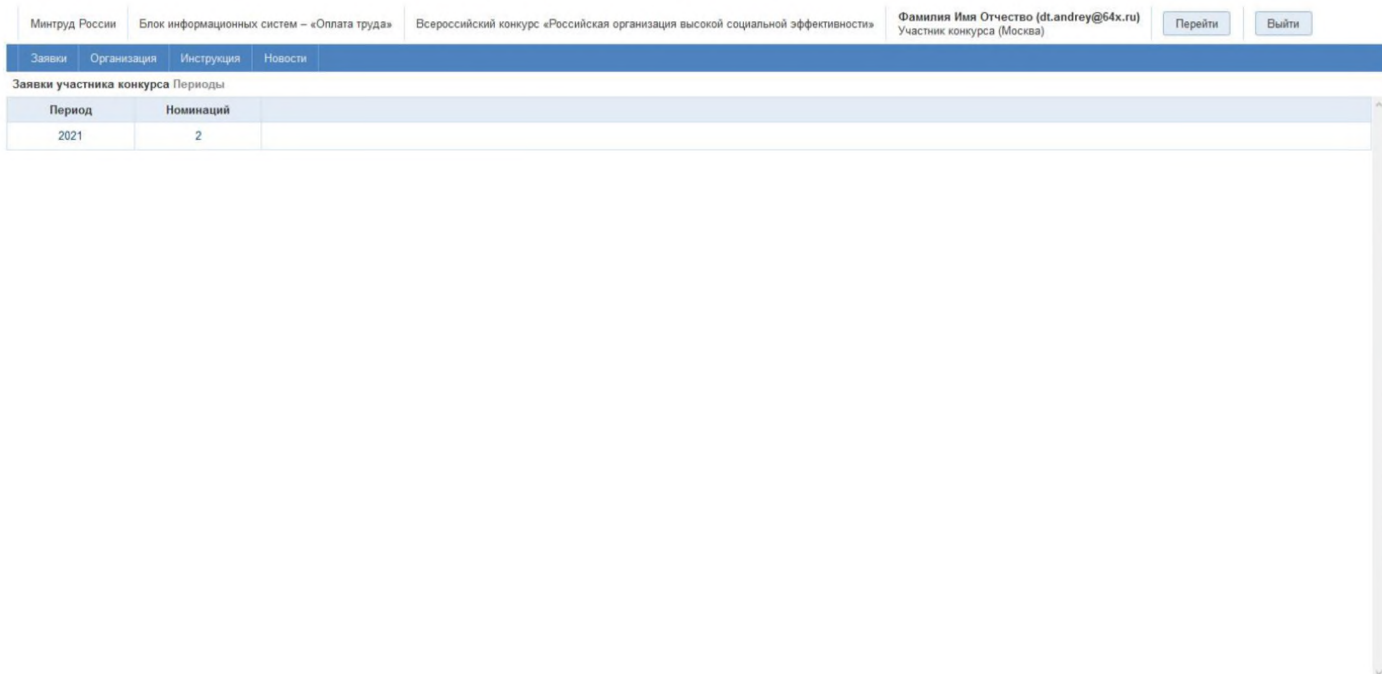 Минтруд России
Блок информационных систем – «Оплата труда»
Всероссийский конкурс «Российская организация высокой социальной эффективности»
Фамилия Имя Отчество (dt.andrey@64x.ru)
Участник конкурса (Москва)
Перейти
Выйти
Заявки Организация Инструкция Новости
Заявки участника конкурса Периоды
Период Номинаций
2021 2